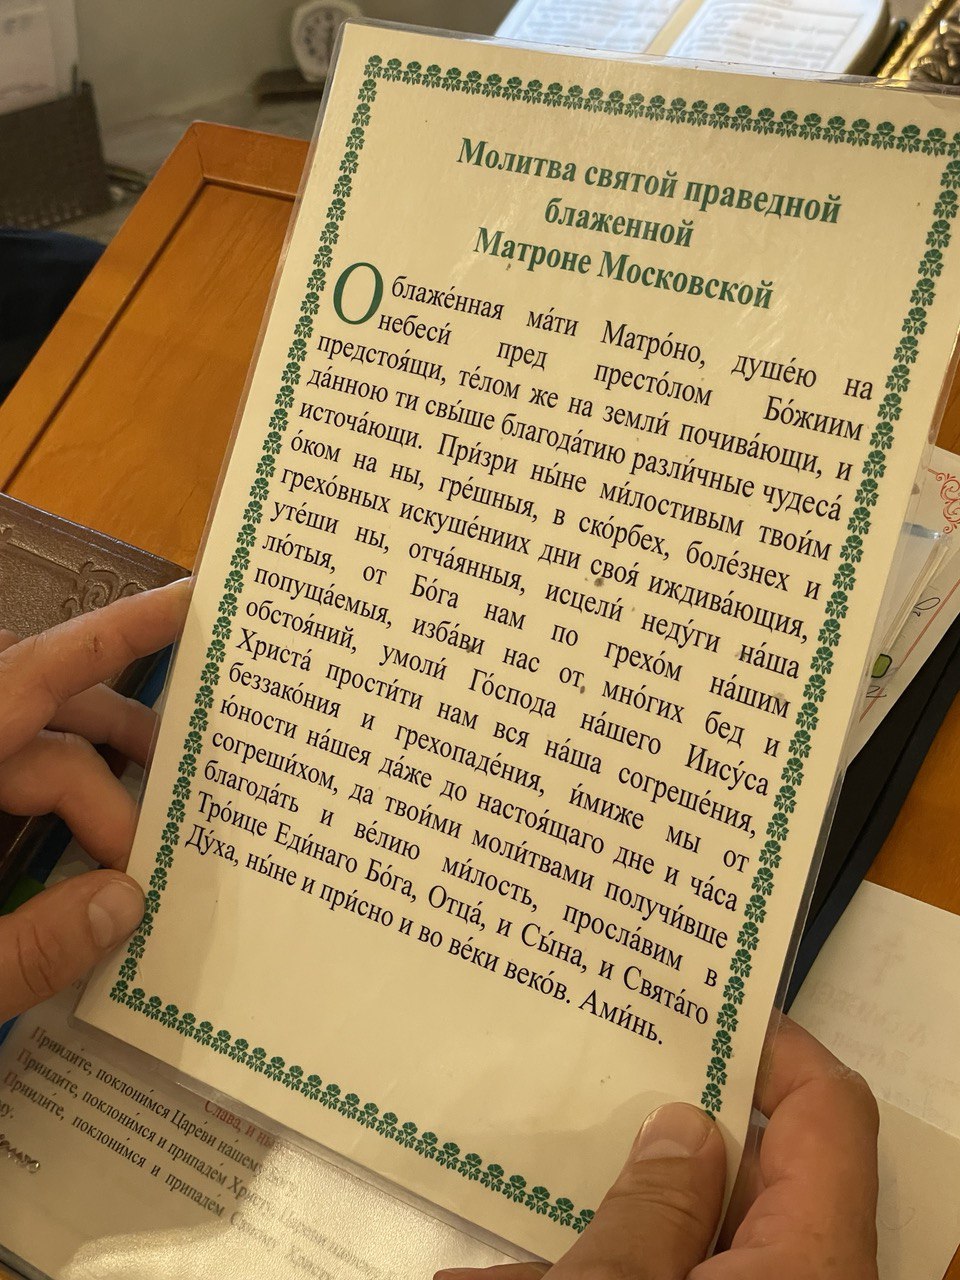 Молитва святой праведной
блаженной
Матроне Московской
О блаже́нная ма́ти Матро́но, душе́ю на
небеси́ пред престо́лом Бо́жиим
предстоя́щи, те́лом же на земли́ почива́ющи, и
да́нною ти свы́ше благода́тию разли́чные чудеса́
источа́ющи. При́зри ны́не ми́лостивым твои́м
о́ком на ны, гре́шныя, в ско́рбех, боле́знех и
грехо́вных искуше́ниих дни своя́ иждива́ющия,
уте́ши ны, отча́янныя, исцели́ неду́ги на́ша
лю́тыя, от Бо́га нам по грехо́м на́шим
попуща́емыя, изба́ви нас от мно́гих бед и
обстоя́ний, умоли́ Го́спода на́шего Иису́са
Христа́ прости́ти нам вся на́ша согреше́ния,
беззако́ния и грехопаде́ния, и́миже мы от
ю́ности на́шея да́же до настоя́щаго дне и ча́са
согреши́хом, да твои́ми моли́твами получи́вше
благода́ть и ве́лию ми́лость, просла́вим в
Тро́ице Еди́наго Бо́га, Отца́, и Сы́на, и Свята́го
Ду́ха, ны́не и при́сно и во ве́ки веко́в. Ами́нь.
Слава, и ны
Приидите, поклони́мся Царе́ви на́шему
Приидите, поклони́мся и припаде́м
Приидите, поклони́мся и припаде́м